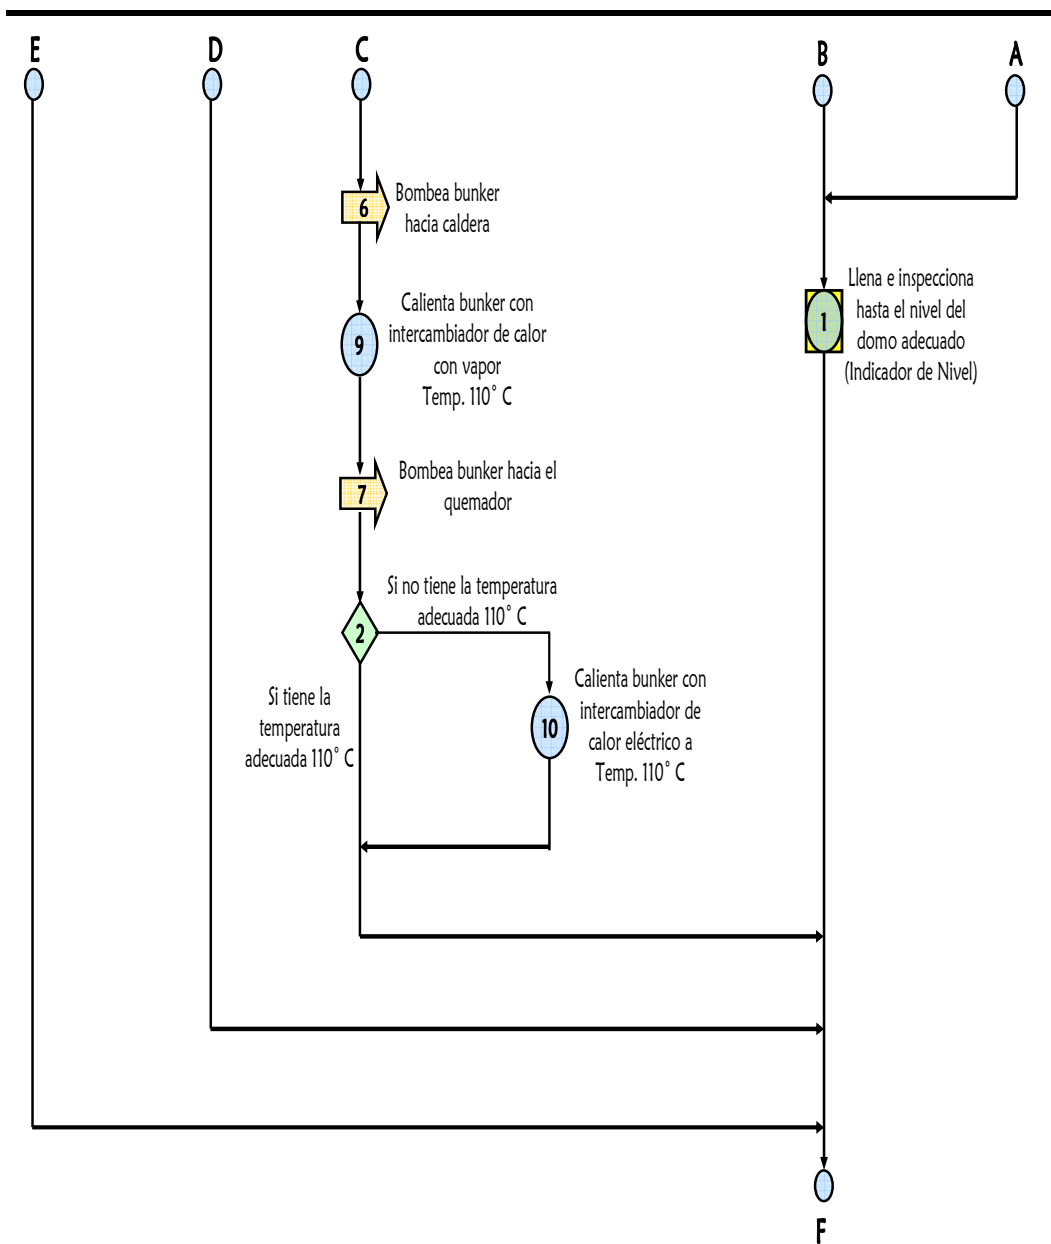 E
D
C
B
A
6
Bombea bunker
hacia caldera
Calienta bunker con
intercambiador de calor
con vapor
Temp. 110° C
9
Llena e inspecciona
hasta el nivel del
domo adecuado
(Indicador de Nivel)
1
7
Bombea bunker hacia el
quemador
Si no tiene la temperatura
adecuada 110° C
2
Si tiene la
temperatura
adecuada 110° C
Calienta bunker con
intercambiador de
calor eléctrico a
Temp. 110° C
10
F